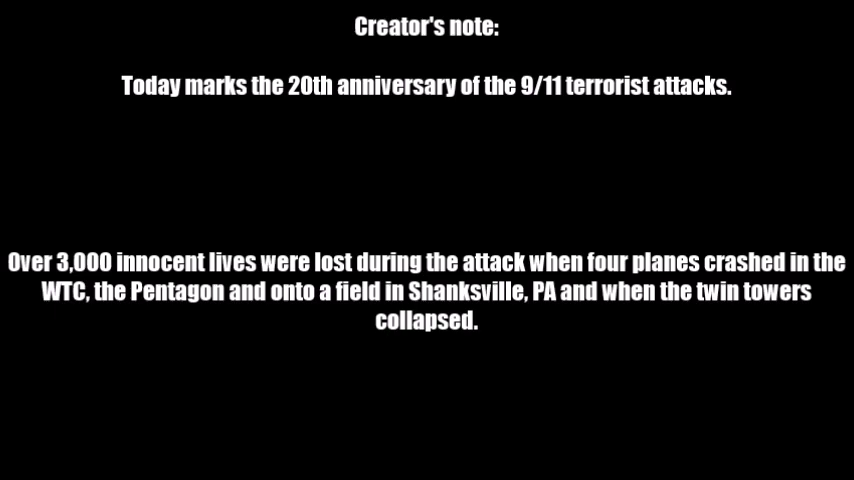 Creator's note:
Today marks the 20th anniversary of the 9/11 terrorist attacks.
Over 3,000 innocent lives were lost during the attack when four planes crashed in the
WTC, the Pentagon and onto a field in Shanksville, PA and when the twin towers
collapsed.